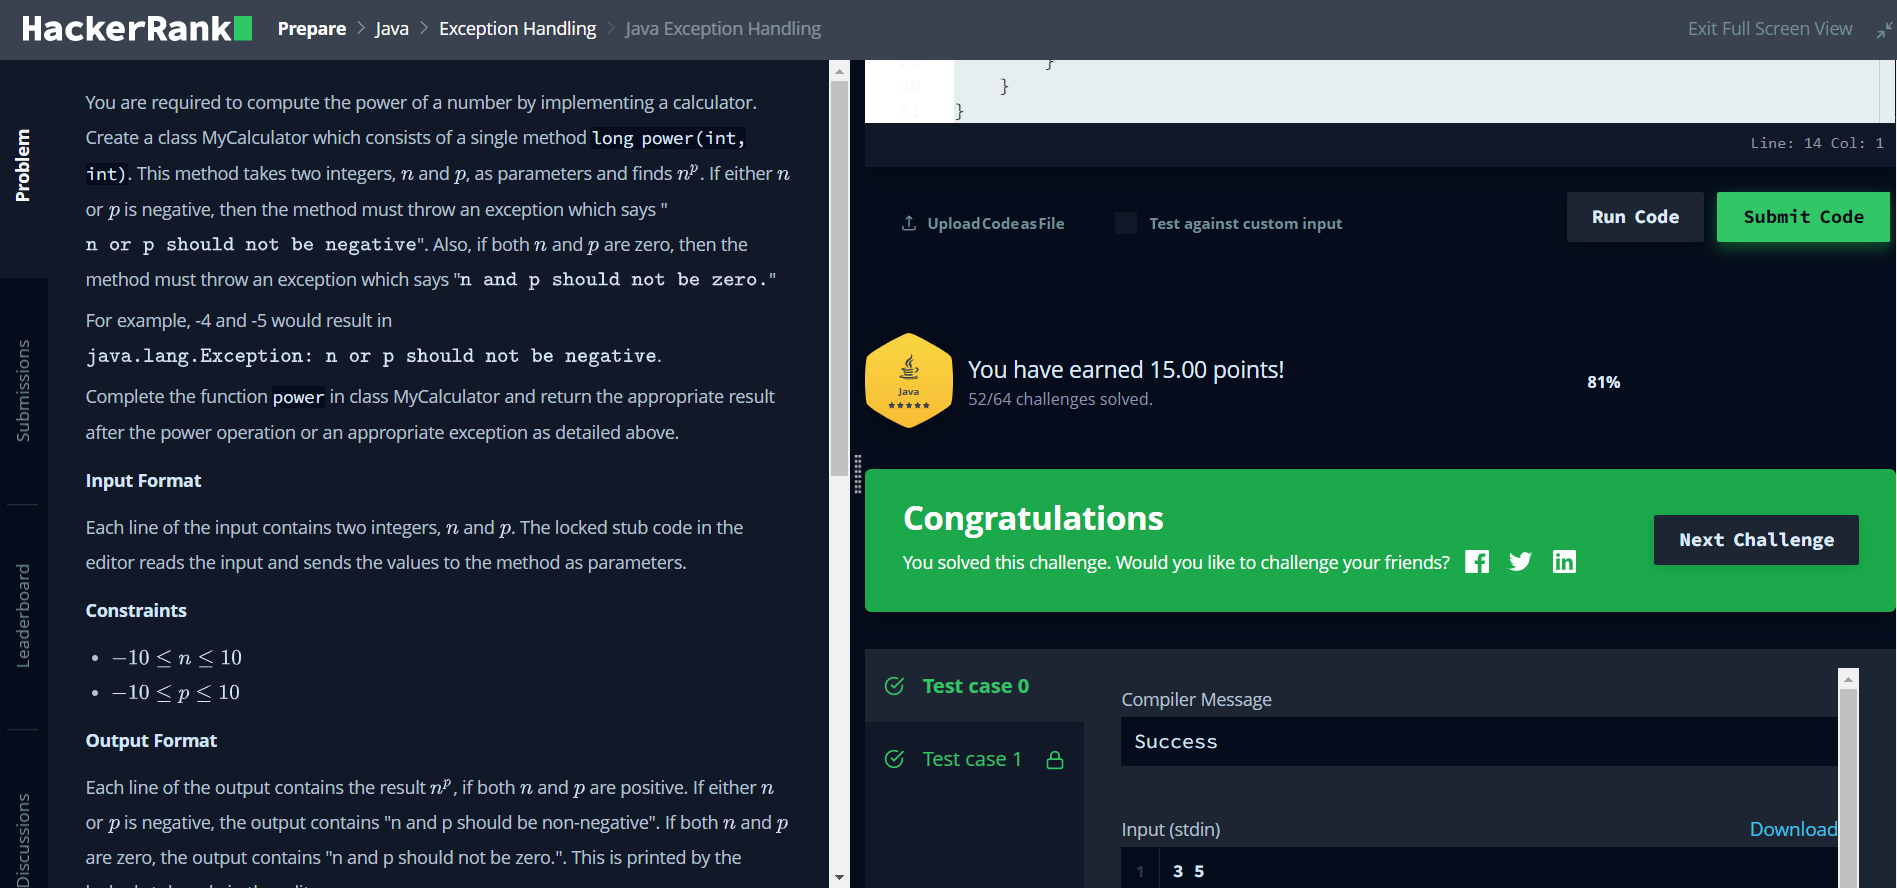 HackerRank
Prepare > Java > Exception Handling > Java Exception Handling
Exit Full Screen View
Problem
Submissions
Leaderboard
Discussions
You are required to compute the power of a number by implementing a calculator.
Create a class MyCalculator which consists of a single method long power(int,
int). This method takes two integers, n and p, as parameters and finds n^p. If either n
or p is negative, then the method must throw an exception which says "
n or p should not be negative". Also, if both n and p are zero, then the
method must throw an exception which says "n and p should not be zero."
For example, -4 and -5 would result in
java.lang.Exception: n or p should not be negative.
Complete the function power in class MyCalculator and return the appropriate result
after the power operation or an appropriate exception as detailed above.
Input Format
Each line of the input contains two integers, n and p. The locked stub code in the
editor reads the input and sends the values to the method as parameters.
Constraints
• −10 ≤ n ≤ 10
• −10 ≤ p ≤ 10
Output Format
Each line of the output contains the result n^p, if both n and p are positive. If either n
or p is negative, the output contains "n and p should be non-negative". If both n and p
are zero, the output contains "n and p should not be zero.". This is printed by the
}
30 }
31 }
Line: 14 Col: 1
Upload Code as File
Test against custom input
Run Code
Submit Code
Java
You have earned 15.00 points!
52/64 challenges solved.
81%
Congratulations
You solved this challenge. Would you like to challenge your friends?
Next Challenge
Test case 0
Test case 1
Compiler Message
Success
Input (stdin)
Download
1 3 5